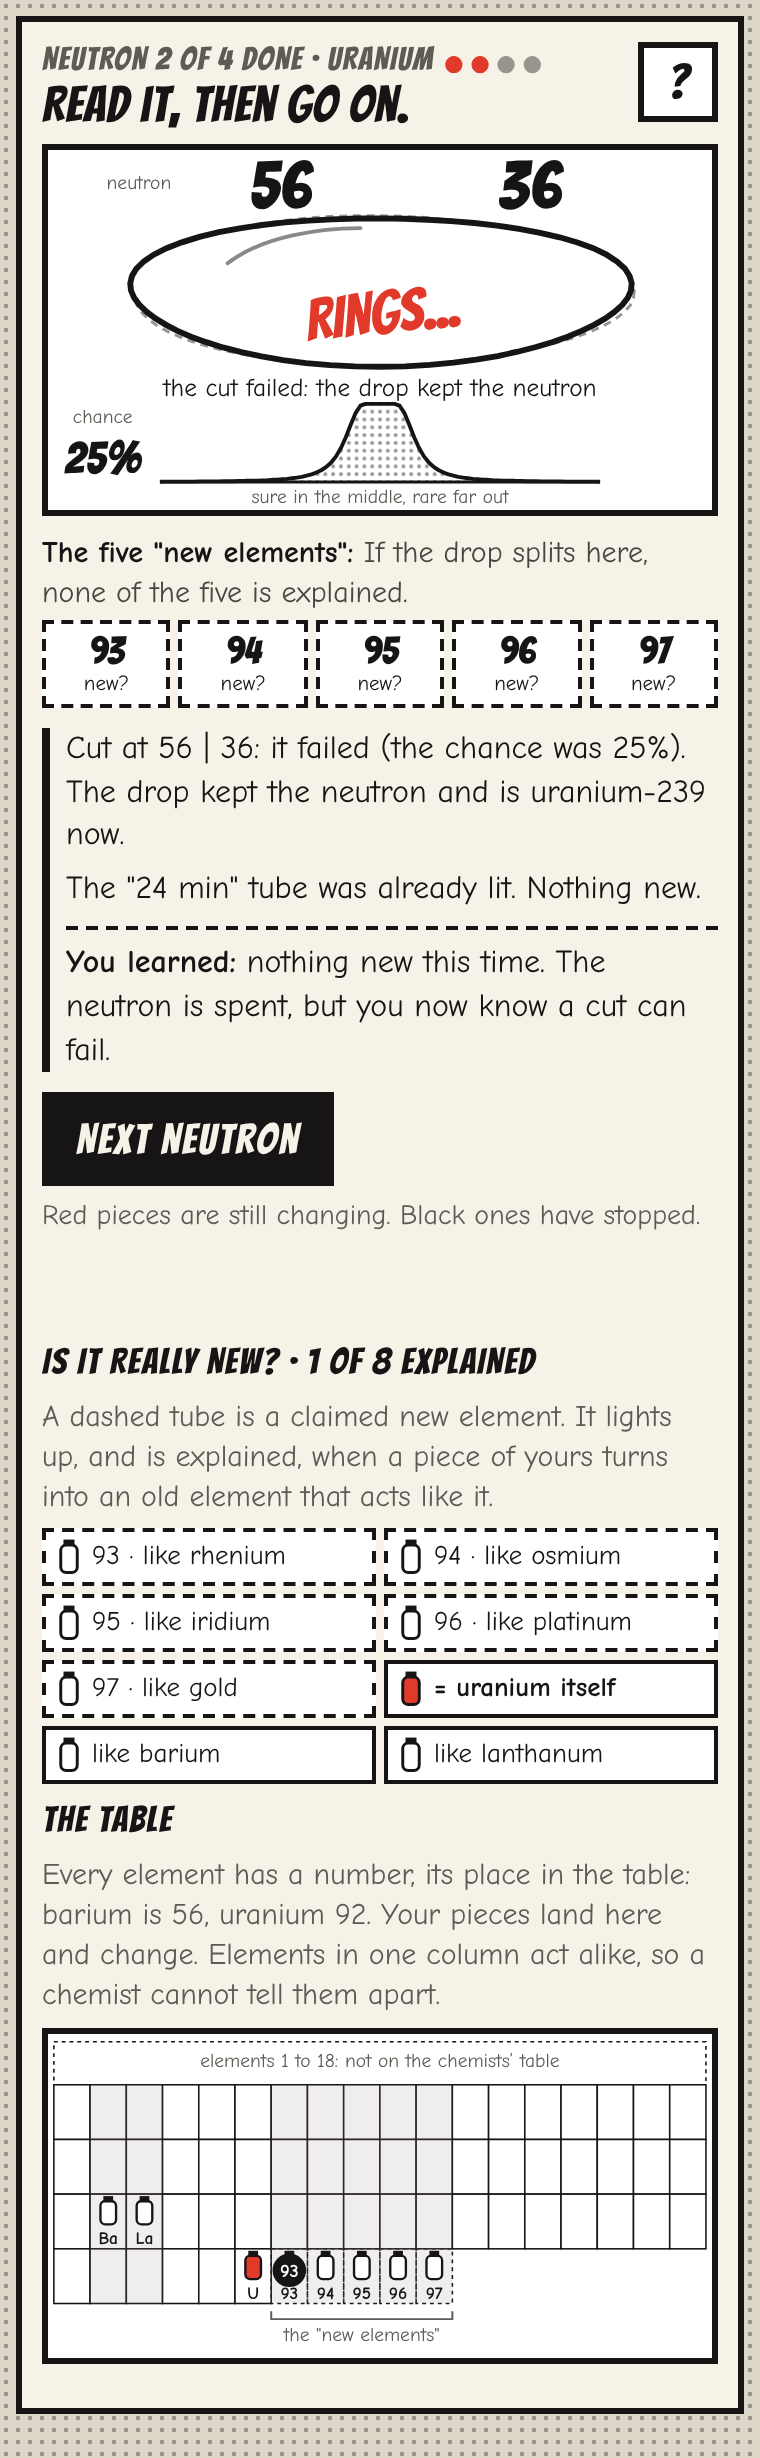 NEUTRON 2 OF 4 DONE · URANIUM
READ IT, THEN GO ON.
?
neutron
56
36
RINGS...
the cut failed: the drop kept the neutron
chance
25%
sure in the middle, rare far out
The five "new elements": If the drop splits here,
none of the five is explained.
93
94
95
96
97
new?
new?
new?
new?
new?
Cut at 56 | 36: it failed (the chance was 25%).
The drop kept the neutron and is uranium-239
now.
The "24 min" tube was already lit. Nothing new.
You learned: nothing new this time. The
neutron is spent, but you now know a cut can
fail.
NEXT NEUTRON
Red pieces are still changing. Black ones have stopped.
IS IT REALLY NEW? · 1 OF 8 EXPLAINED
A dashed tube is a claimed new element. It lights
up, and is explained, when a piece of yours turns
into an old element that acts like it.
93 · like rhenium
94 · like osmium
95 · like iridium
96 · like platinum
97 · like gold
= uranium itself
like barium
like lanthanum
THE TABLE
Every element has a number, its place in the table:
barium is 56, uranium 92. Your pieces land here
and change. Elements in one column act alike, so a
chemist cannot tell them apart.
elements 1 to 18: not on the chemists' table
Ba
La
93
U
93
94
95
96
97
the "new elements"